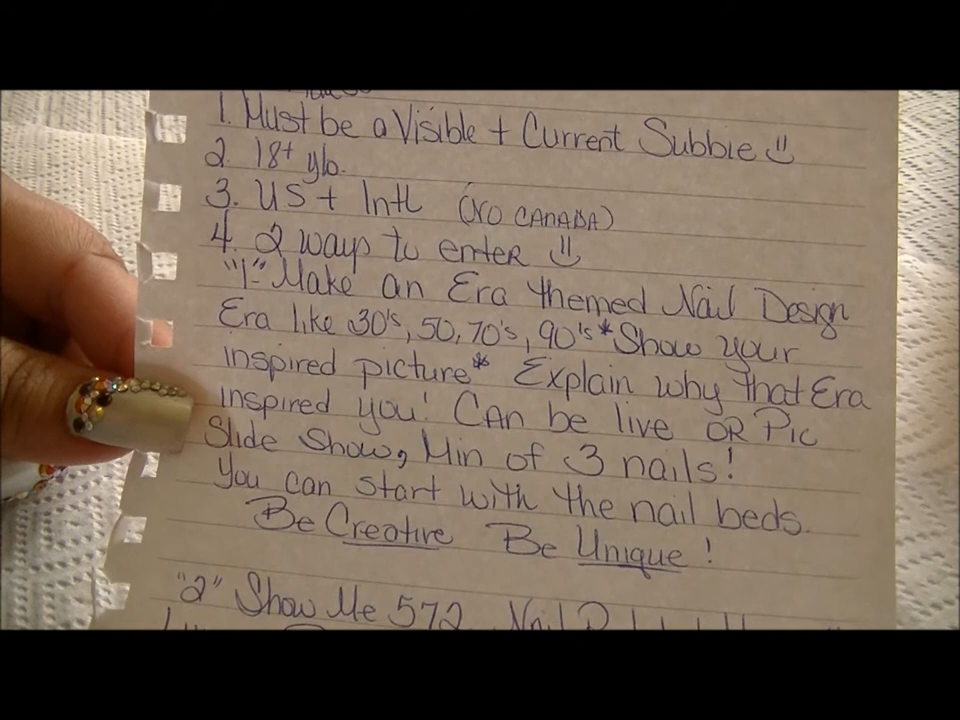 1. Must be a Visible + Current Subbie
2. 18+ y/o.
3. US + Intl (NO CANADA)
4. 2 ways to enter
"1" - Make an Era themed Nail Design
Era like 30's, 50, 70's, 90's *Show your
inspired picture* Explain why that Era
inspired you! CAN be live OR Pic
Slide Show, Min of 3 nails!
You can start with the nail beds.
Be Creative Be Unique!
"2" Show Me 572 Nail